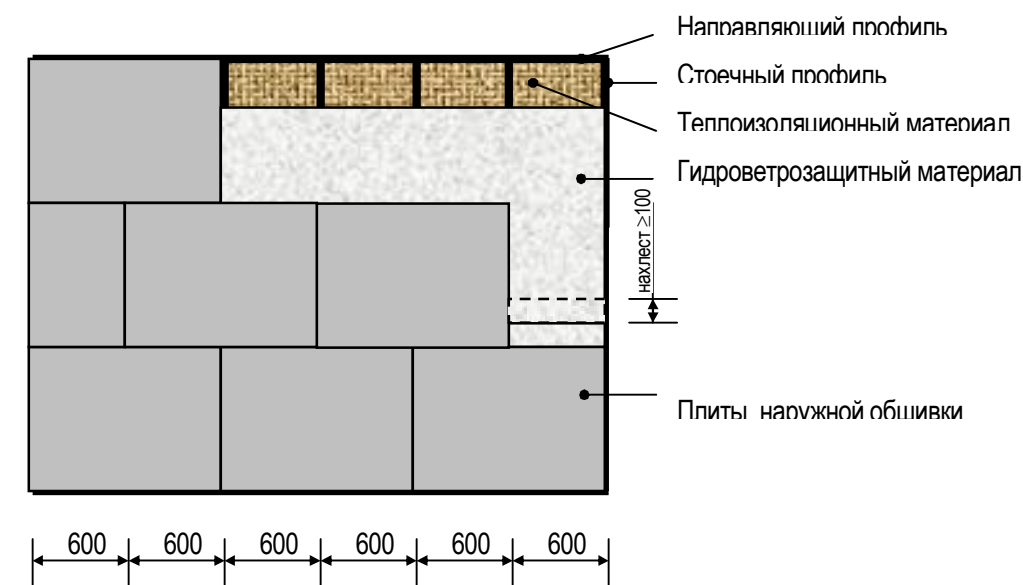 Направляющий профиль
Стоечный профиль
Теплоизоляционный материал
Гидроветрозащитный материал
нахлест ≥100
Плиты наружной обшивки
600 600 600 600 600 600